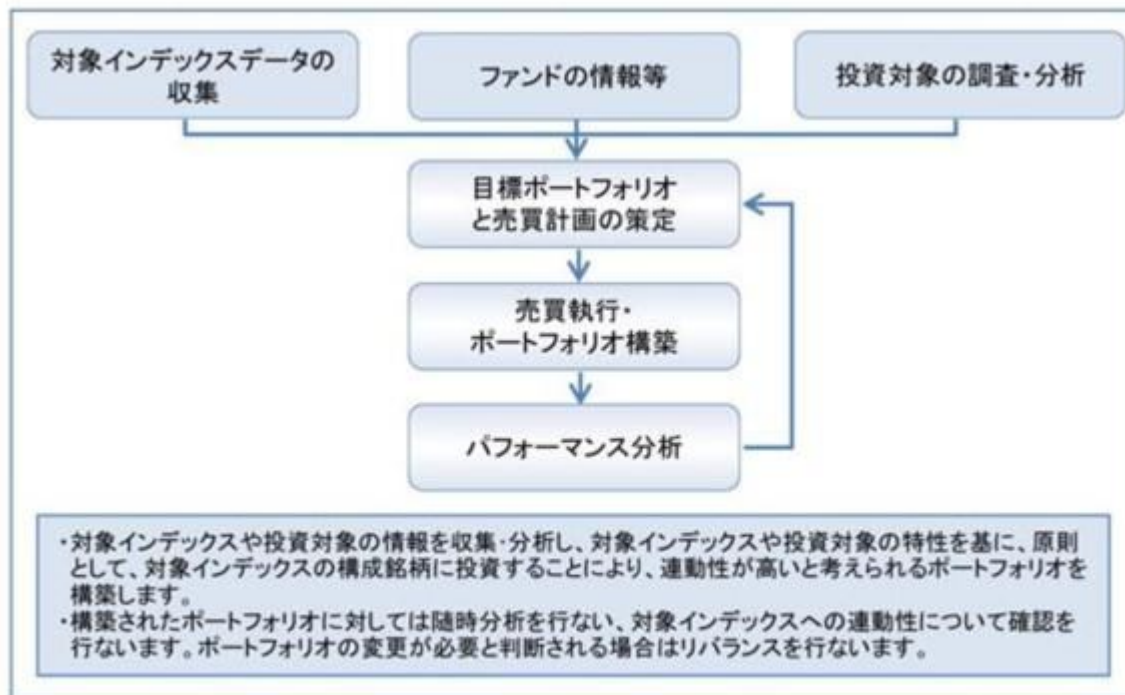 対象インデックスデータの
収集
ファンドの情報等
投資対象の調査・分析
目標ポートフォリオ
と売買計画の策定
売買執行・
ポートフォリオ構築
パフォーマンス分析
・対象インデックスや投資対象の情報を収集・分析し、対象インデックスや投資対象の特性を基に、原則
として、対象インデックスの構成銘柄に投資することにより、連動性が高いと考えられるポートフォリオを
構築します。
・構築されたポートフォリオに対しては随時分析を行ない、対象インデックスへの連動性について確認を
行ないます。ポートフォリオの変更が必要と判断される場合はリバランスを行ないます。